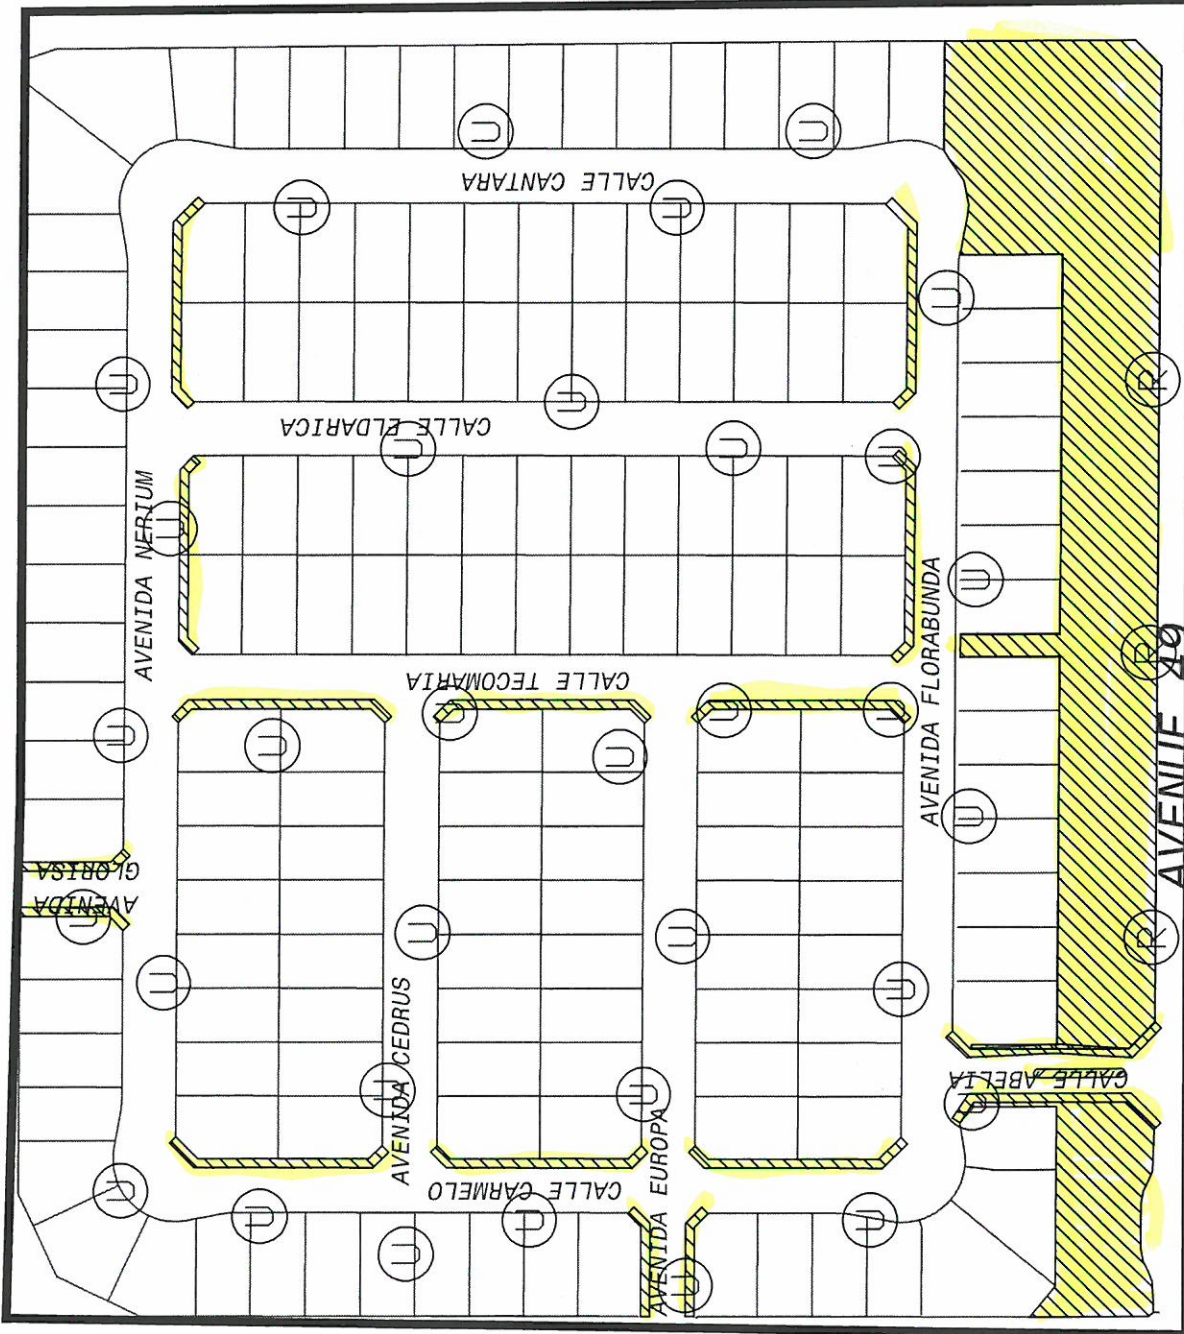 U
U
CALLE CANTARA
U
U
U
U
U
CALLE ELDARICA
U
U
U
R
AVENIDA NERIUM
U
U
AVENIDA FLORABUNDA
CALLE TECOMARIA
U
U
U
U
U
U
R
AVENUE 49
U
GLORISA
AVENIDA
U
U
U
U
U
R
AVENIDA CEDRUS
U
U
U
CALLE ABELIA
U
AVENIDA EUROPA
CALLE CARMELO
U
U
U
U
U
U